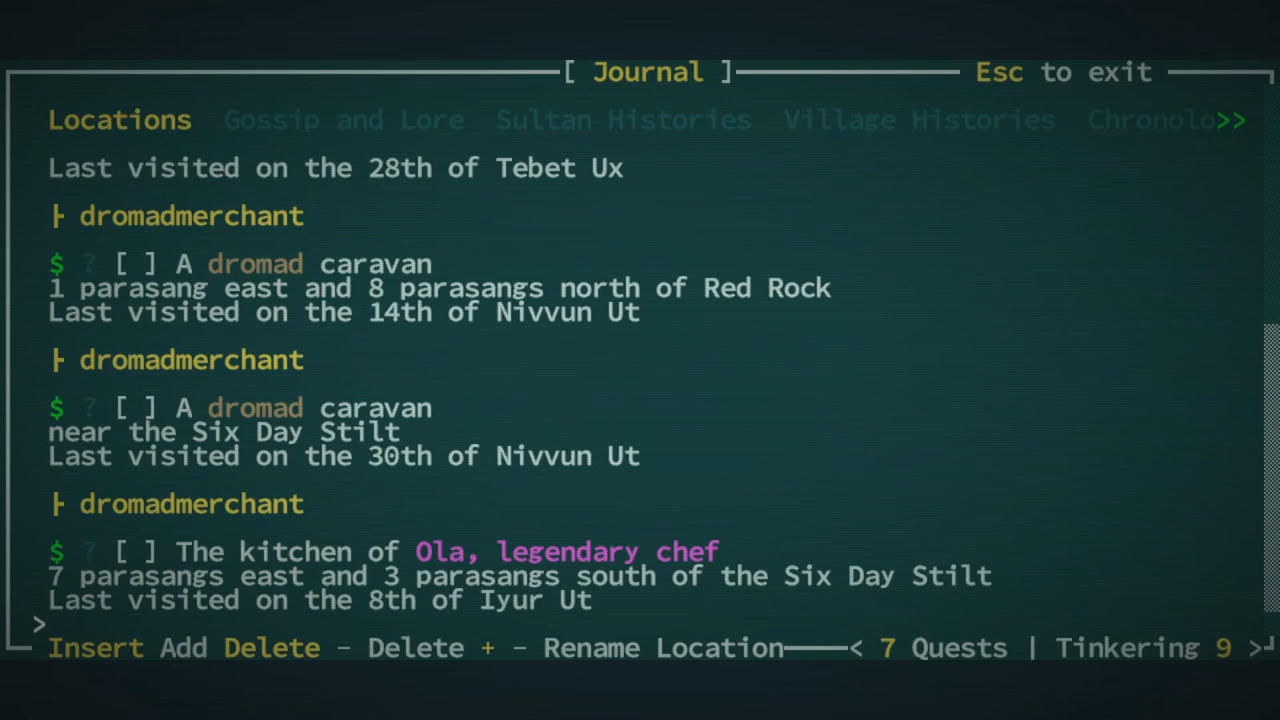 [ Journal ] Esc to exit
Locations Gossip and Lore Sultan Histories Village Histories Chronolo>>
Last visited on the 28th of Tebet Ux
├ dromadmerchant
$ ? [ ] A dromad caravan
1 parasang east and 8 parasangs north of Red Rock
Last visited on the 14th of Nivvun Ut
├ dromadmerchant
$ ? [ ] A dromad caravan
near the Six Day Stilt
Last visited on the 30th of Nivvun Ut
├ dromadmerchant
$ ? [ ] The kitchen of Ola, legendary chef
7 parasangs east and 3 parasangs south of the Six Day Stilt
Last visited on the 8th of Iyur Ut
>
Insert Add Delete - Delete + - Rename Location < 7 Quests | Tinkering 9 >